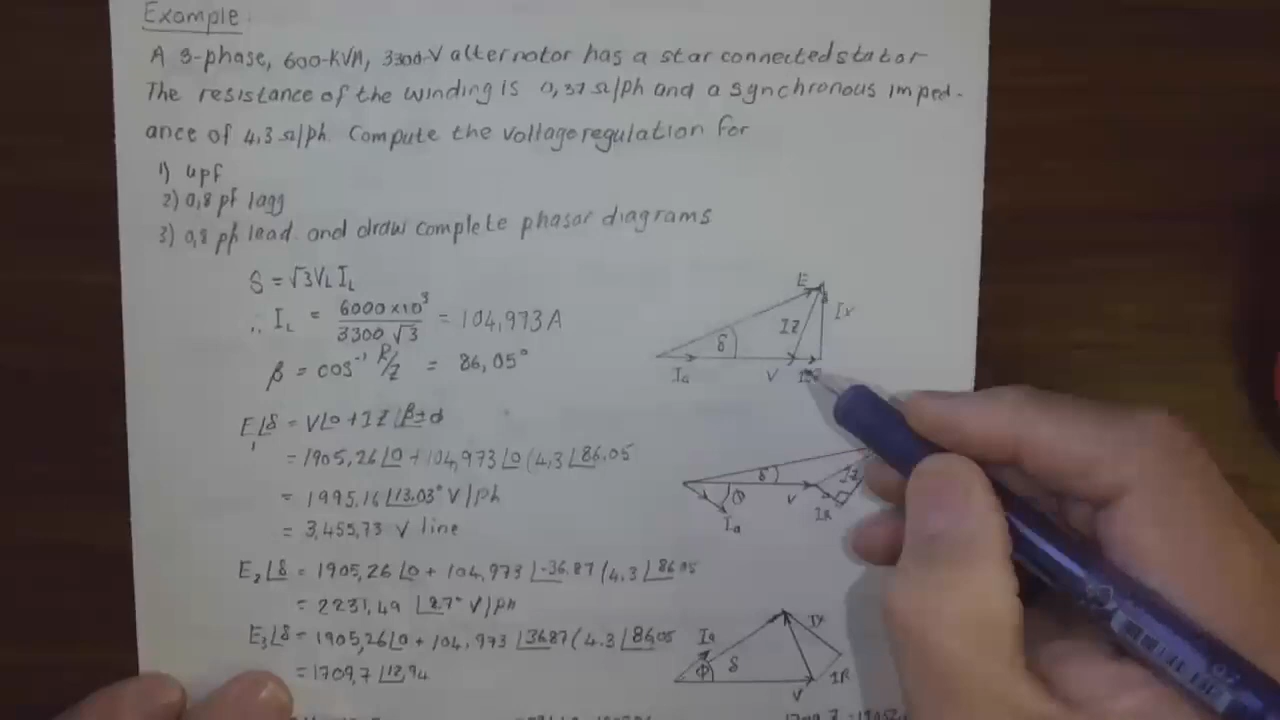 Example
A 3-phase, 600-KVA, 3300-V alternator has a star connected stator
The resistance of the winding is 0,37 Ω/ph and a synchronous imped-
ance of 4,3 Ω/ph. Compute the voltage regulation for
1) upf
2) 0,8 pf lagg
3) 0,8 pf lead. and draw complete phasor diagrams
S = √3 VL IL
∴ IL = 6000 x10³ / 3300 √3 = 104,973 A
β = cos⁻¹ R/Z = 86,05°
E1∠δ = V∠0 + IZ ∠β±φ
= 1905,26∠0 + 104,973∠0 (4,3∠86.05
= 1995,16∠13.03° V/ph
= 3,455,73 V line
E2∠δ = 1905,26∠0 + 104,973 ∠-36.87 (4.3∠86.05
= 2231,49 ∠8.7° V/ph
E3∠δ = 1905,26∠0 + 104,973 ∠36.87 (4.3∠86,05
= 1709,7∠12,94
E
Ix
IZ
δ
Ia
V
δ
θ
V
IZ
IR
Ia
Ia
φ
δ
IR
V